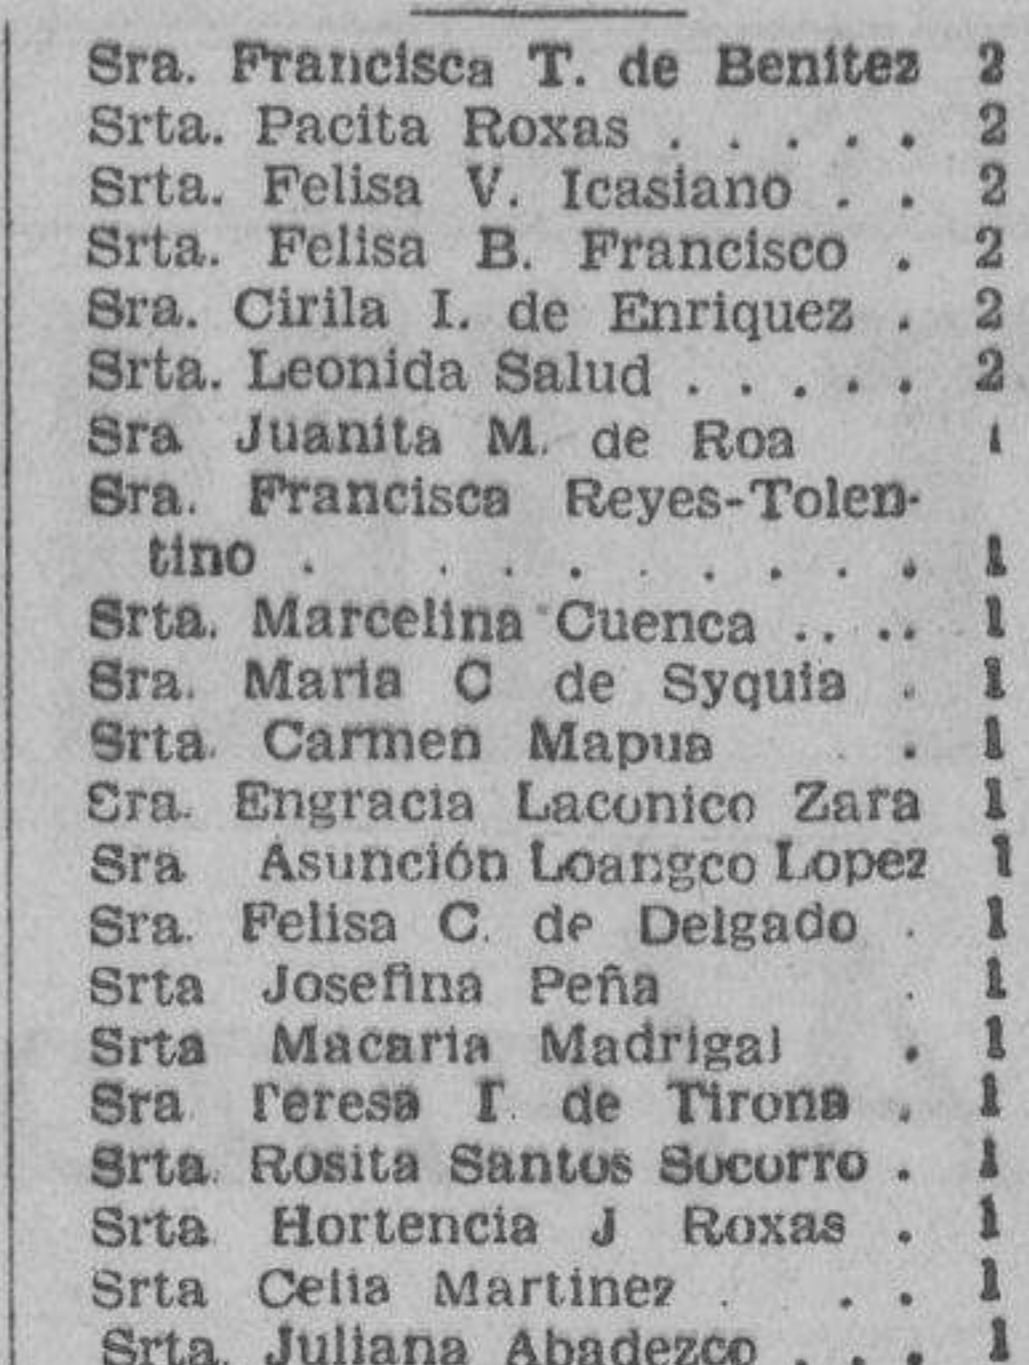 Sra. Francisca T. de Benitez 2
Srta. Pacita Roxas . . . . . 2
Srta. Felisa V. Icasiano . . 2
Srta. Felisa B. Francisco . 2
Sra. Cirila I. de Enriquez . 2
Srta. Leonida Salud . . . . . 2
Sra Juanita M. de Roa 1
Sra. Francisca Reyes-Tolen-
tino . . . . . . . . . 1
Srta. Marcelina Cuenca .. .. 1
Sra. Maria C de Syquia . 1
Srta. Carmen Mapua . 1
Sra. Engracia Laconico Zara 1
Sra Asunción Loangco Lopez 1
Sra. Felisa C. de Delgado . 1
Srta Josefina Peña . 1
Srta Macaria Madrigal . 1
Sra Teresa T. de Tirona . 1
Srta. Rosita Santos Socorro . 1
Srta Hortencia J Roxas . 1
Srta Celia Martinez . . . 1
Srta. Juliana Abadezco . . . 1